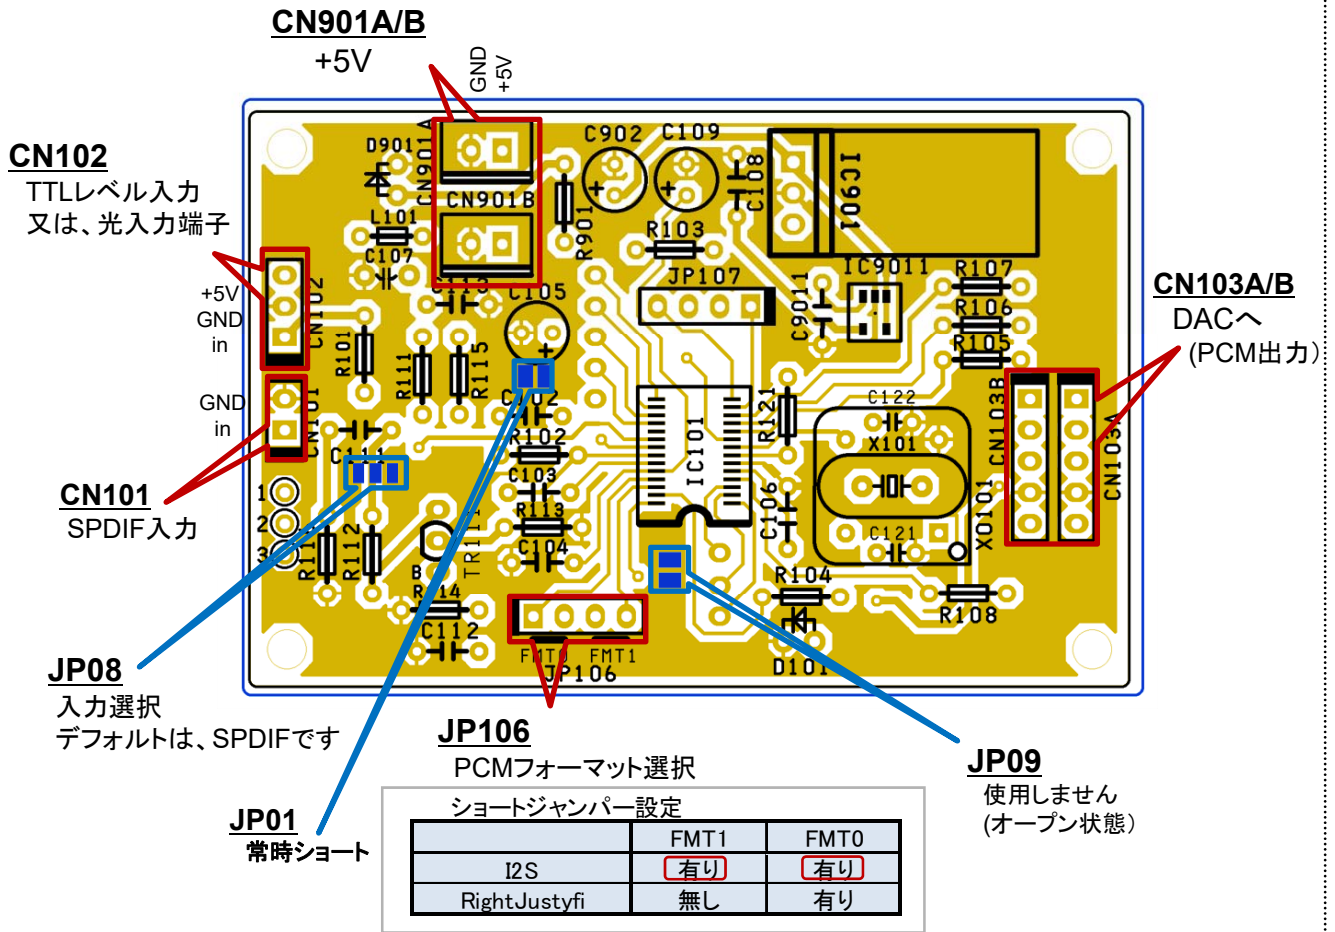 CN901A/B
+5V
GND
+5V
CN102
TTLレベル入力
又は、光入力端子
+5V
GND
in
GND
in
CN101
SPDIF入力
JP08
入力選択
デフォルトは、SPDIFです
JP01
常時ショート
JP106
PCMフォーマット選択
ショートジャンパー設定
FMT1 FMT0
I2S 有り 有り
RightJustyfi 無し 有り
JP09
使用しません
(オープン状態)
CN103A/B
DACへ
(PCM出力)
D901
CN901A
CN901B
C902
C109
C108
IC901
L101
C107
R901
R103
JP107
IC9011
C9011
R107
R106
R105
CN102
R101
C113
C105
R111
R115
CN101
C111
C102
R102
C103
R113
C104
IC101
R121
C122
X101
C121
XO101
C106
CN103B
CN103A
1
2
3
R112
TR111
B
C112
FMT0 FMT1
JP106
R104
D101
R108